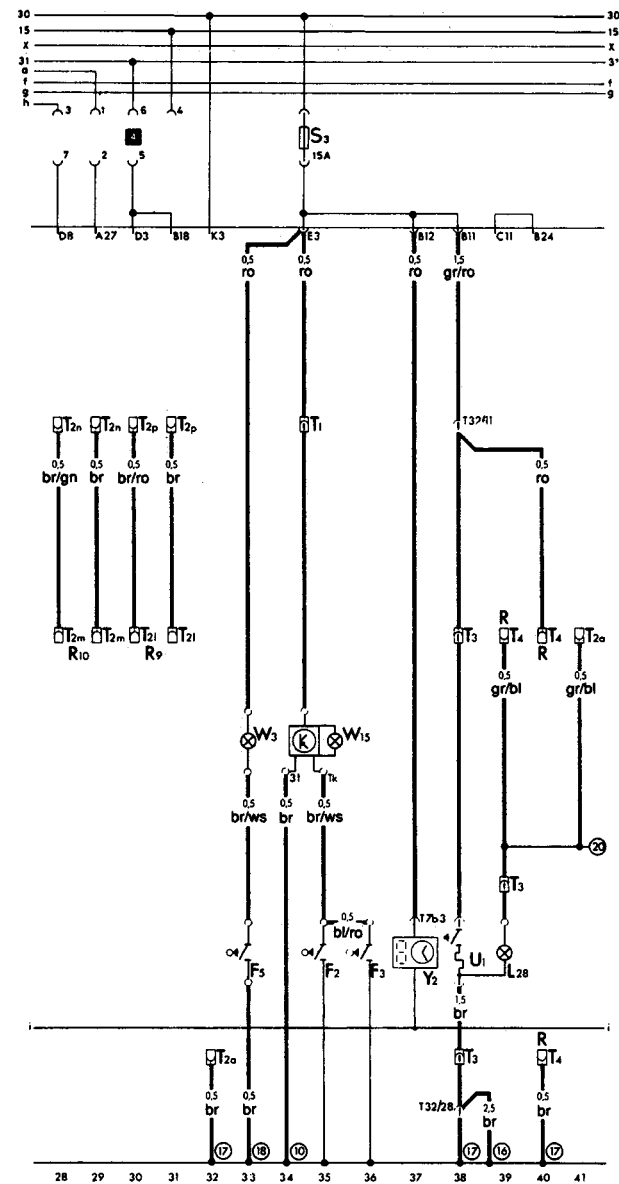 30 30
15 15
x x
31 31
a
f f
g g
h
3 1 6 4
4
S3
15A
7 2 5
D8 A27 D3 B18 K3 E3 B12 B11 C11 B24
0,5 ro
0,5 ro
0,5 ro
1,5 gr/ro
T2n T2n T2p T2p T1 T32/11
0,5 br/gn
0,5 br
0,5 br/ro
0,5 br
0,5 ro
T2m T2m T2l T2l T3 T4 T4 T2a
R10 R9 R R
0,5 gr/bl
0,5 gr/bl
W3 K W15
31 Tk
0,5 br/ws
0,5 br
0,5 br/ws
20
T3
0,5 bl/ro
T7b3
F5 F2 F3 Y2 U1 L28
1,5 br
i i
T2a T3 R T4
T32/28
0,5 br
0,5 br
2,5 br
0,5 br
17 18 10 17 16 17
28 29 30 31 32 33 34 35 36 37 38 39 40 41